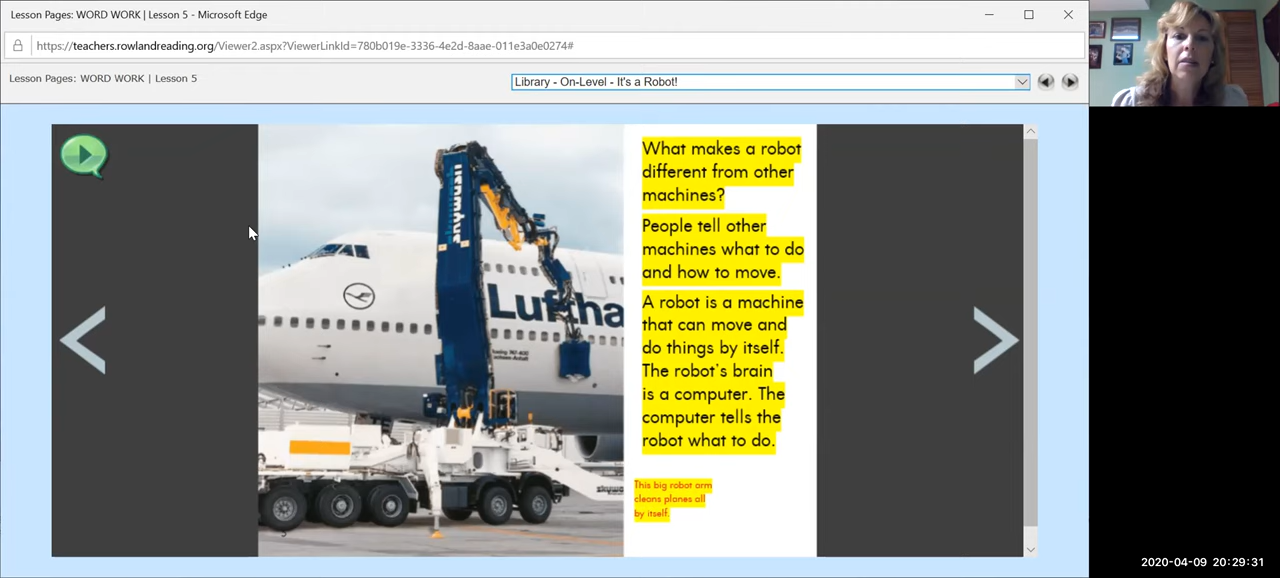 Lesson Pages: WORD WORK | Lesson 5 - Microsoft Edge
https://teachers.rowlandreading.org/Viewer2.aspx?ViewerLinkId=780b019e-3336-4e2d-8aae-011e3a0e0274#
Lesson Pages: WORD WORK | Lesson 5
Library - On-Level - It's a Robot!
What makes a robot
different from other
machines?
People tell other
machines what to do
and how to move.
A robot is a machine
that can move and
do things by itself.
The robot's brain
is a computer. The
computer tells the
robot what to do.
This big robot arm
cleans planes all
by itself.
Luftha
5
2020-04-09 20:29:31